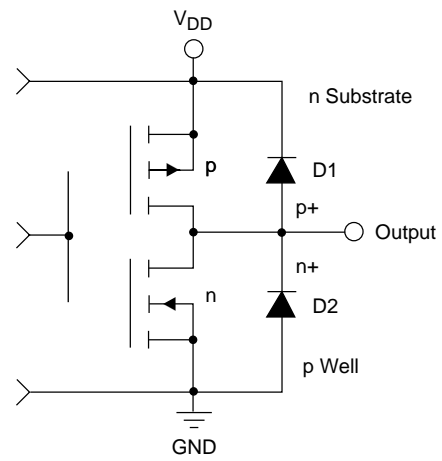 VDD
n Substrate
p
D1
p+
Output
n+
n
D2
p Well
GND